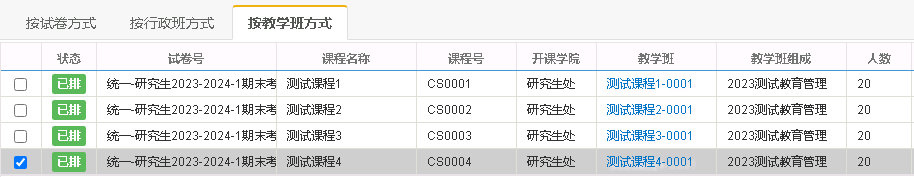 按试卷方式 按行政班方式 按教学班方式
状态 试卷号 课程名称 课程号 开课学院 教学班 教学班组成 人数
已排 统一-研究生2023-2024-1期末考 测试课程1 CS0001 研究生处 测试课程1-0001 2023测试教育管理 20
已排 统一-研究生2023-2024-1期末考 测试课程2 CS0002 研究生处 测试课程2-0001 2023测试教育管理 20
已排 统一-研究生2023-2024-1期末考 测试课程3 CS0003 研究生处 测试课程3-0001 2023测试教育管理 20
已排 统一-研究生2023-2024-1期末考 测试课程4 CS0004 研究生处 测试课程4-0001 2023测试教育管理 20